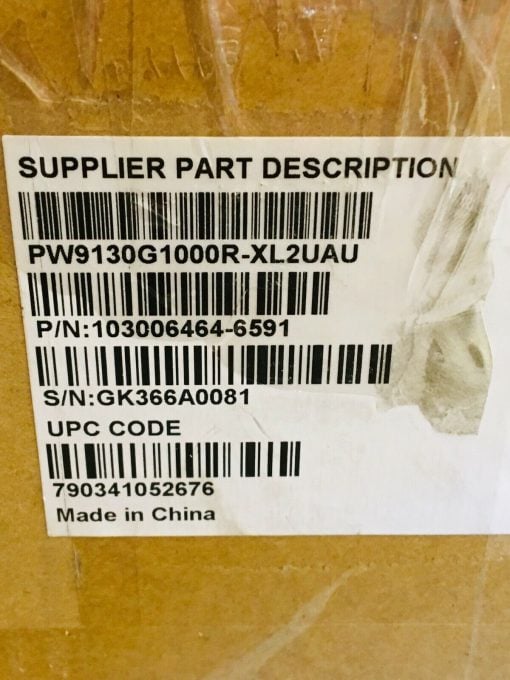 SUPPLIER PART DESCRIPTION
PW9130G1000R-XL2UAU
P/N:103006464-6591
S/N:GK366A0081
UPC CODE
790341052676
Made in China